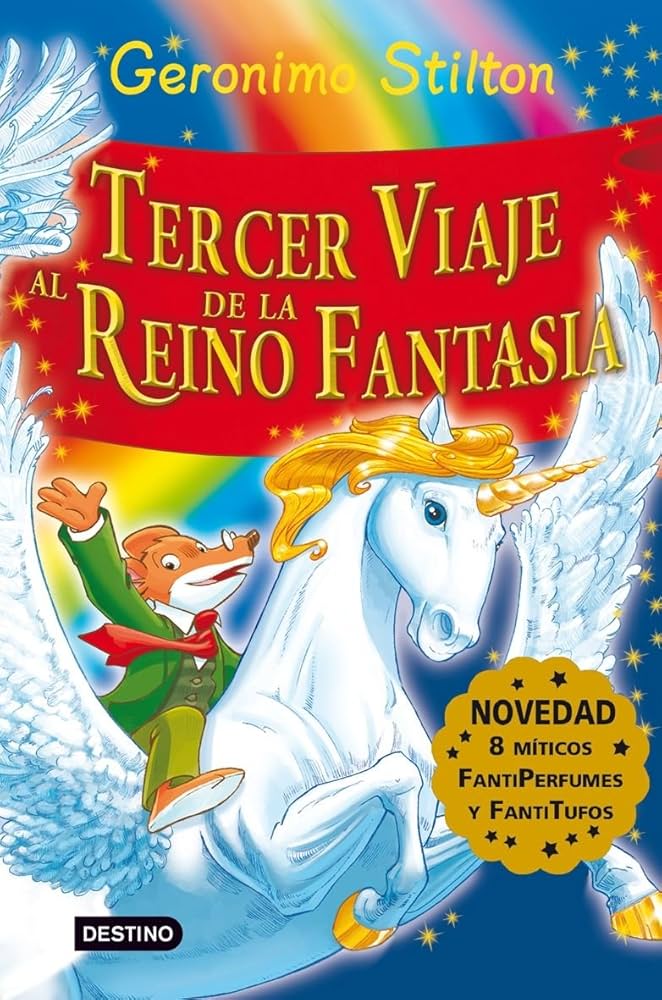 Geronimo Stilton
TERCER VIAJE
AL REINO DE LA FANTASIA
NOVEDAD
8 MÍTICOS
FANTIPERFUMES
Y FANTITUFOS
DESTINO